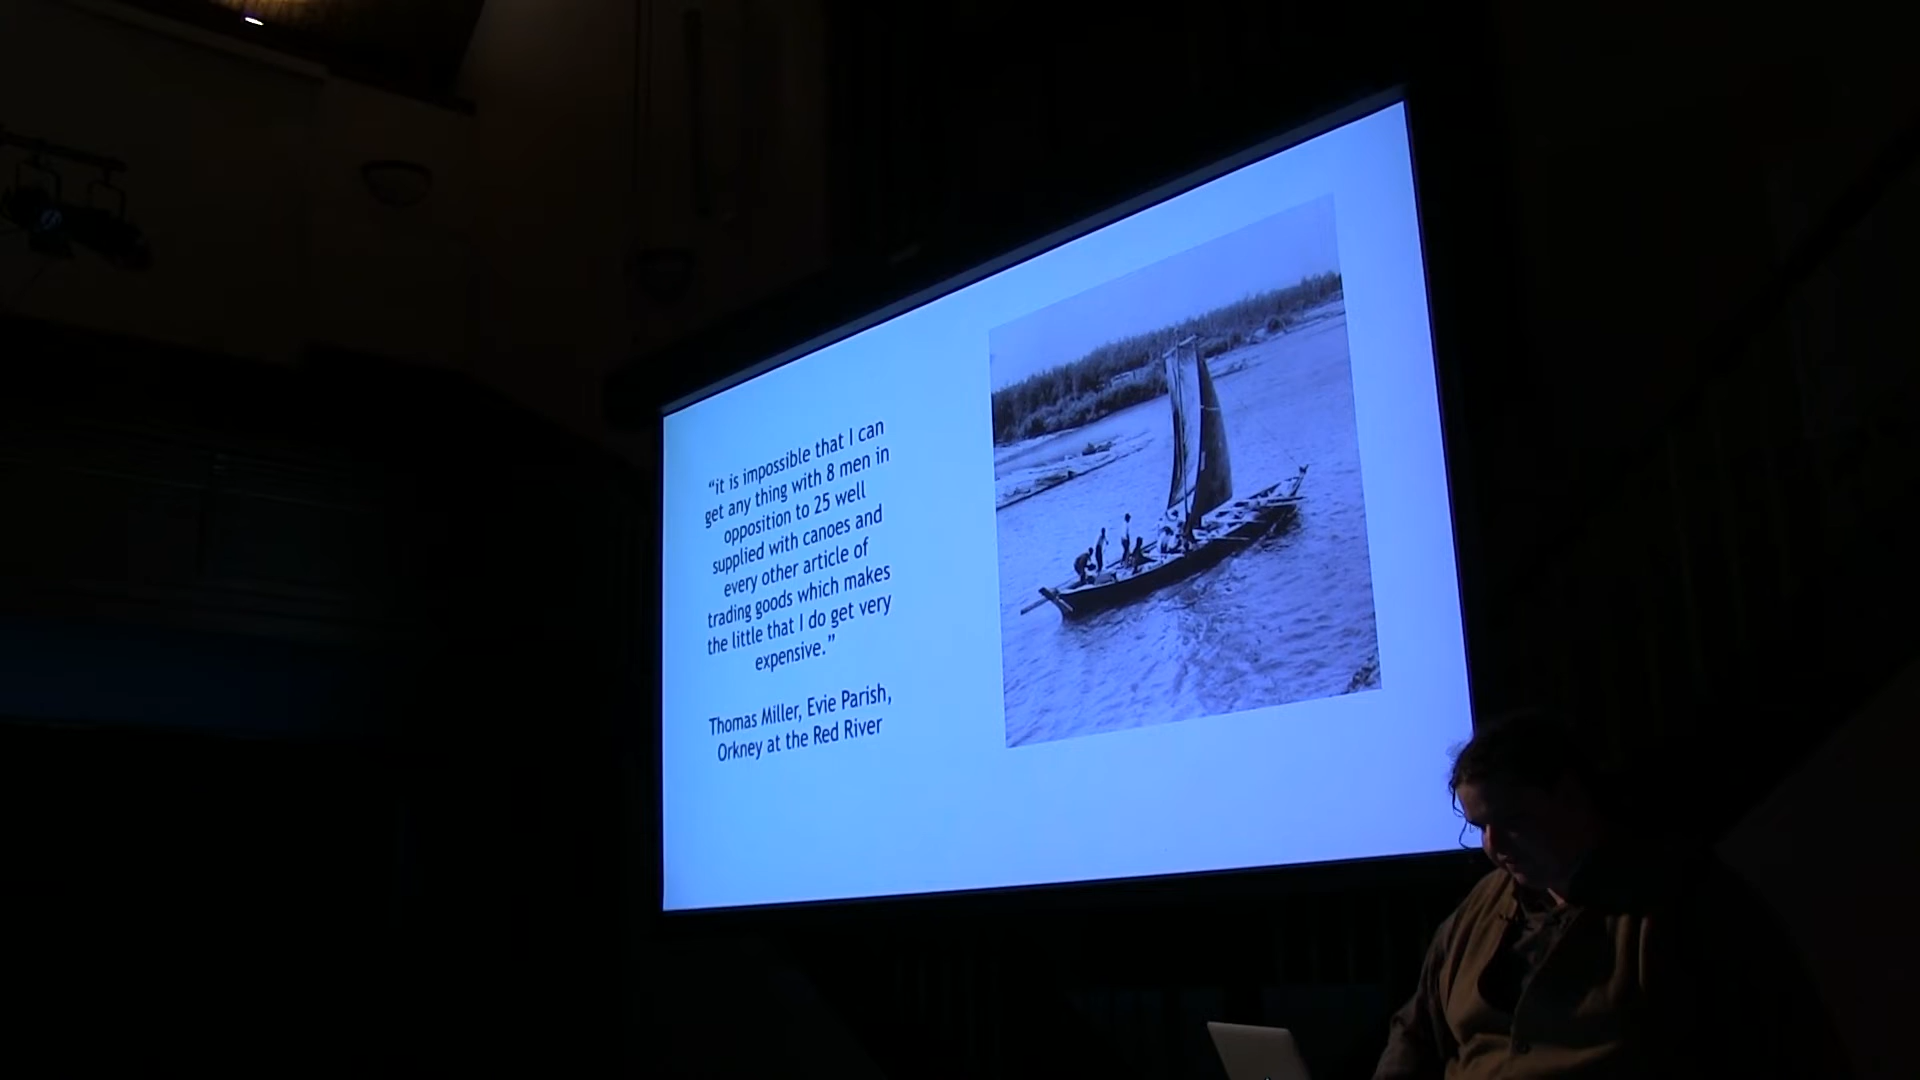 “it is impossible that I can
get any thing with 8 men in
opposition to 25 well
supplied with canoes and
every other article of
trading goods which makes
the little that I do get very
expensive.”
Thomas Miller, Evie Parish,
Orkney at the Red River